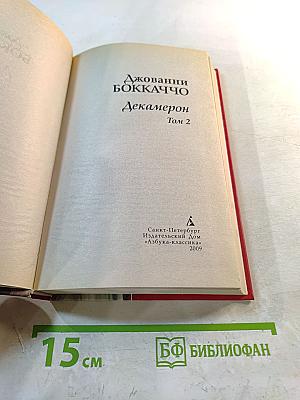 Джованни
БОККАЧЧО
Декамерон
Том 2
Санкт-Петербург
Издательский Дом
«Азбука-классика»
2009
15 см
БФ БИБЛИОФАН